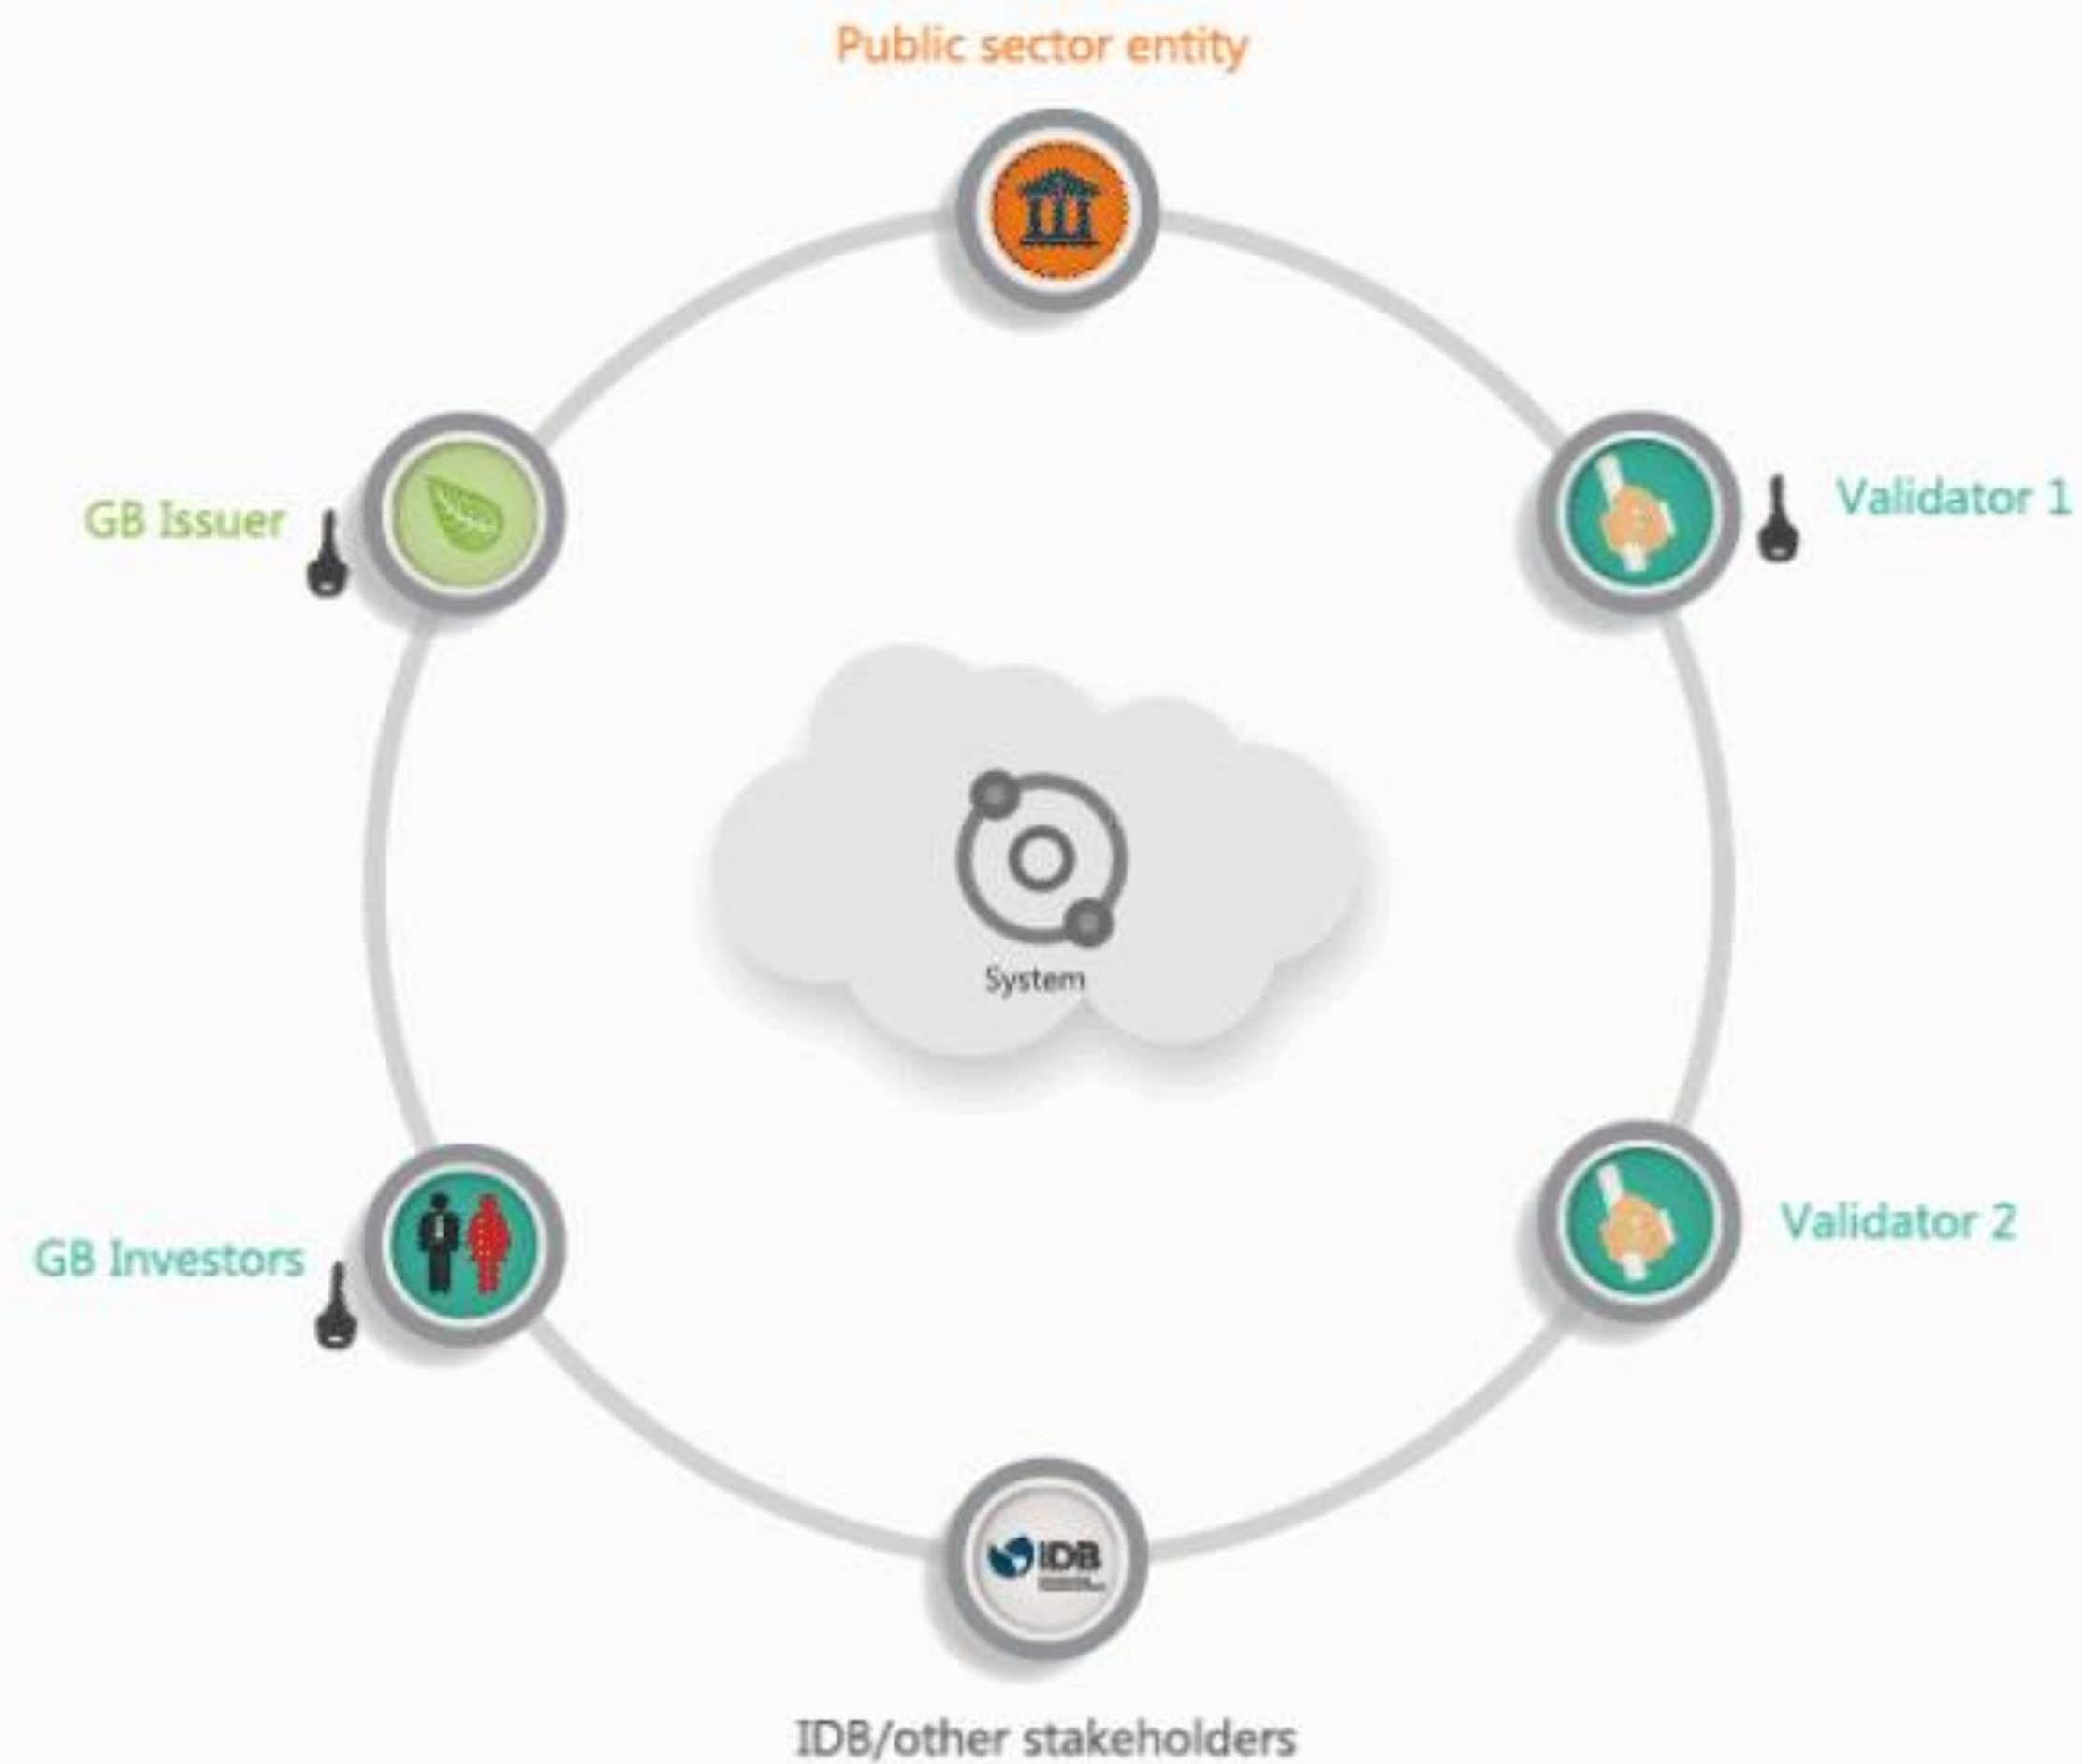 Public sector entity
GB Issuer
Validator 1
System
GB Investors
Validator 2
IDB
IDB/other stakeholders